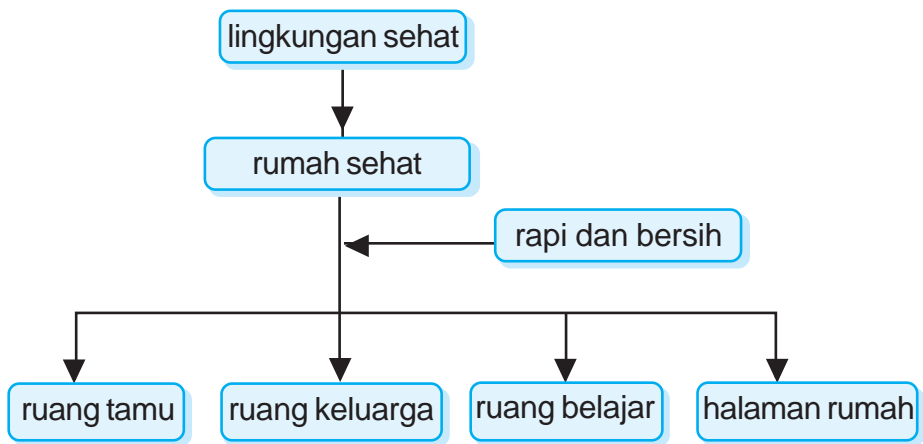 lingkungan sehat
rumah sehat
rapi dan bersih
ruang tamu
ruang keluarga
ruang belajar
halaman rumah